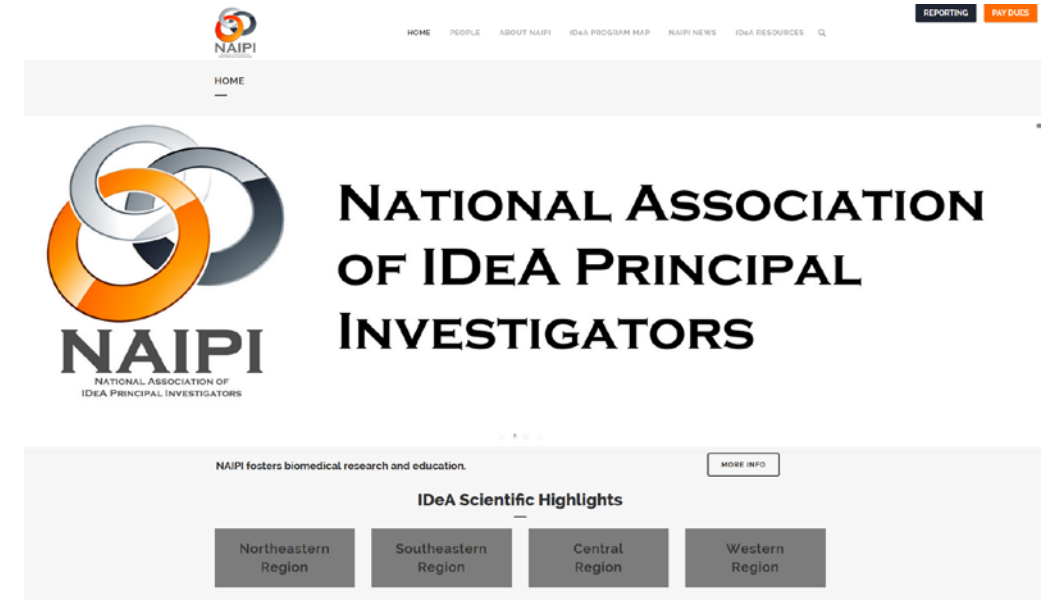 REPORTING PAY DUES
NAIPI
HOME PEOPLE ABOUT NAIPI IDeA PROGRAM MAP NAIPI NEWS IDeA RESOURCES
HOME
NATIONAL ASSOCIATION
OF IDEA PRINCIPAL
INVESTIGATORS
NAIPI
NATIONAL ASSOCIATION OF
IDEA PRINCIPAL INVESTIGATORS
NAIPI fosters biomedical research and education. MORE INFO
IDeA Scientific Highlights
Northeastern Region
Southeastern Region
Central Region
Western Region